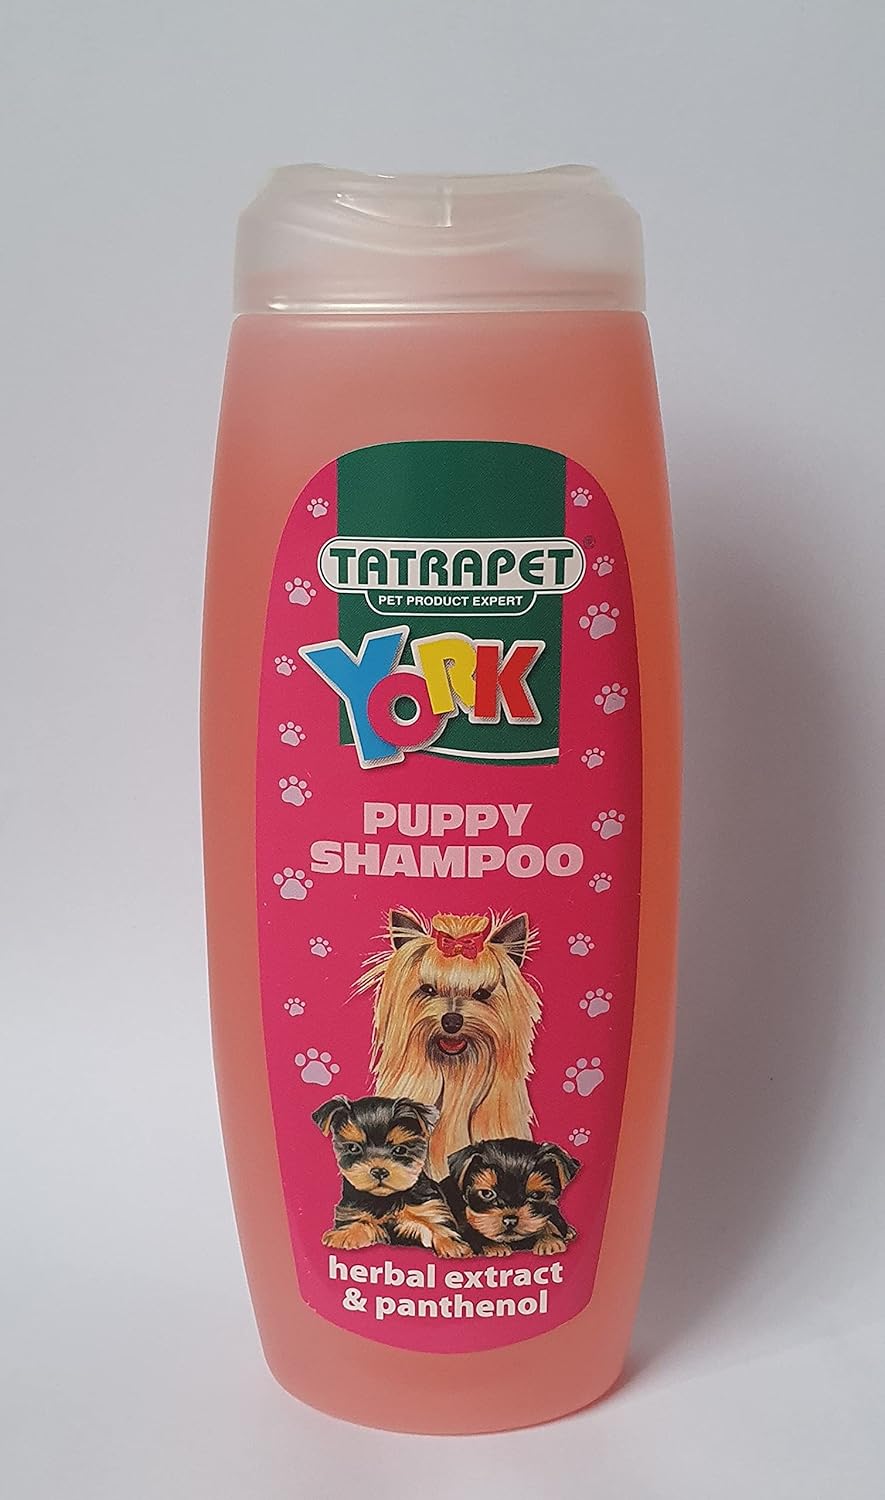 TATRAPET®
PET PRODUCT EXPERT
YORK
PUPPY
SHAMPOO
herbal extract
& panthenol